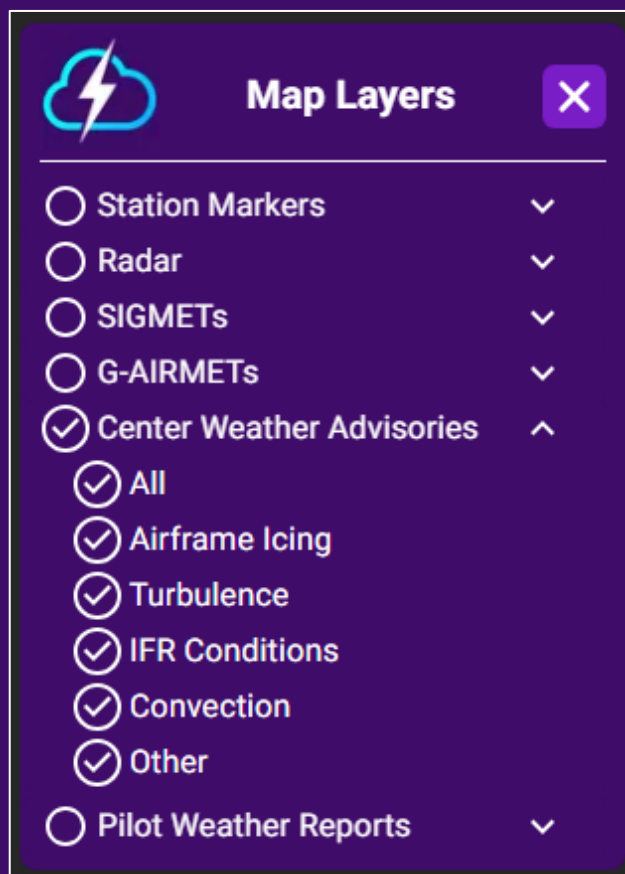 Map Layers
Station Markers
Radar
SIGMETs
G-AIRMETs
Center Weather Advisories
All
Airframe Icing
Turbulence
IFR Conditions
Convection
Other
Pilot Weather Reports